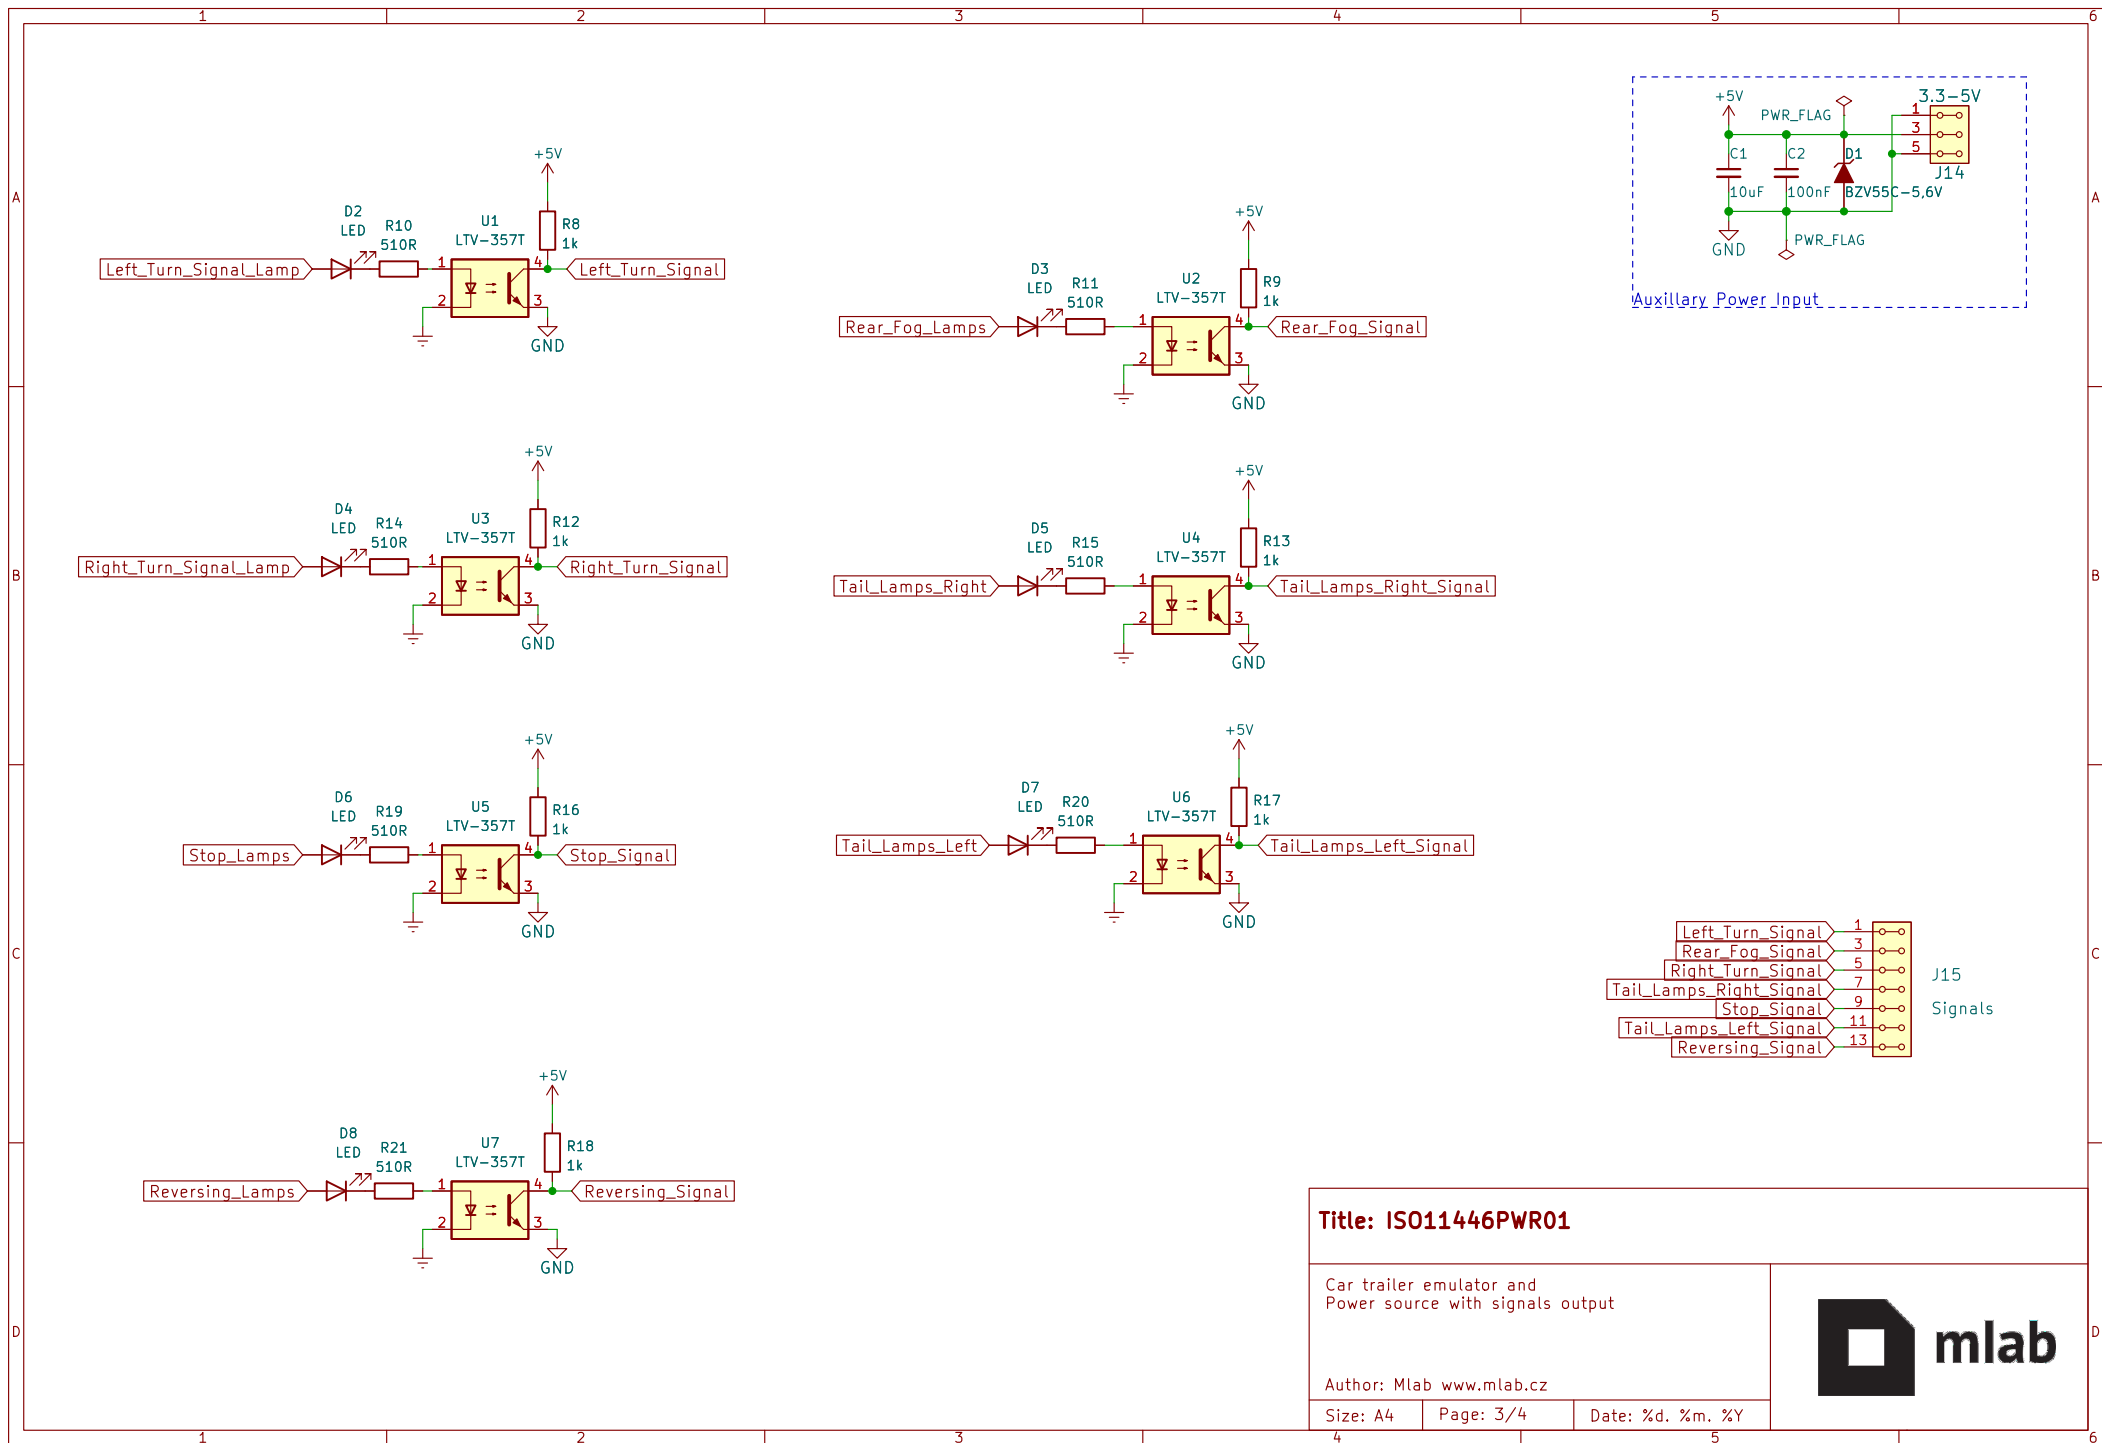 1 2 3 4 5 6
A
B
C
D
A
B
C
D
+5V
D2
LED
R10
510R
U1
LTV-357T
R8
1k
Left_Turn_Signal_Lamp
1
2
4
3
Left_Turn_Signal
GND
+5V
D3
LED
R11
510R
U2
LTV-357T
R9
1k
Rear_Fog_Lamps
1
2
4
3
Rear_Fog_Signal
GND
+5V
PWR_FLAG
3.3-5V
1
3
5
J14
C1
10uF
C2
100nF
D1
BZV55C-5,6V
GND
PWR_FLAG
Auxillary Power Input
+5V
D4
LED
R14
510R
U3
LTV-357T
R12
1k
Right_Turn_Signal_Lamp
1
2
4
3
Right_Turn_Signal
GND
+5V
D5
LED
R15
510R
U4
LTV-357T
R13
1k
Tail_Lamps_Right
1
2
4
3
Tail_Lamps_Right_Signal
GND
+5V
D6
LED
R19
510R
U5
LTV-357T
R16
1k
Stop_Lamps
1
2
4
3
Stop_Signal
GND
+5V
D7
LED
R20
510R
U6
LTV-357T
R17
1k
Tail_Lamps_Left
1
2
4
3
Tail_Lamps_Left_Signal
GND
Left_Turn_Signal 1
Rear_Fog_Signal 3
Right_Turn_Signal 5
Tail_Lamps_Right_Signal 7
Stop_Signal 9
Tail_Lamps_Left_Signal 11
Reversing_Signal 13
J15
Signals
+5V
D8
LED
R21
510R
U7
LTV-357T
R18
1k
Reversing_Lamps
1
2
4
3
Reversing_Signal
GND
Title: ISO11446PWR01
Car trailer emulator and
Power source with signals output
Author: Mlab www.mlab.cz
Size: A4
Page: 3/4
Date: %d. %m. %Y
mlab
1 2 3 4 5 6